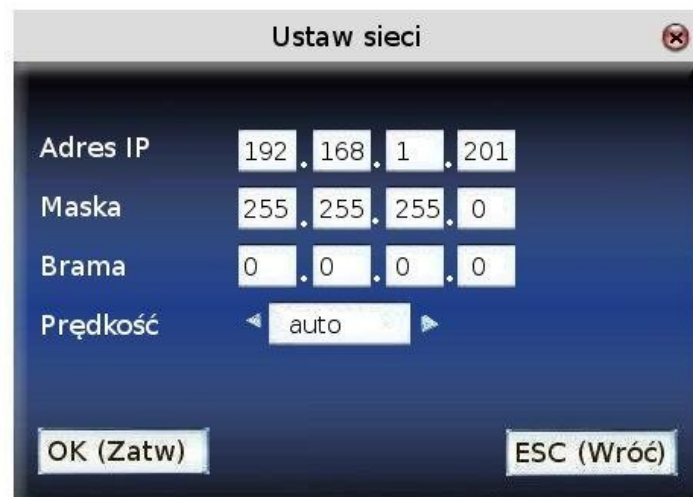 Ustaw sieci
Adres IP 192.168.1.201
Maska 255.255.255.0
Brama 0.0.0.0
Prędkość auto
OK (Zatw) ESC (Wróć)